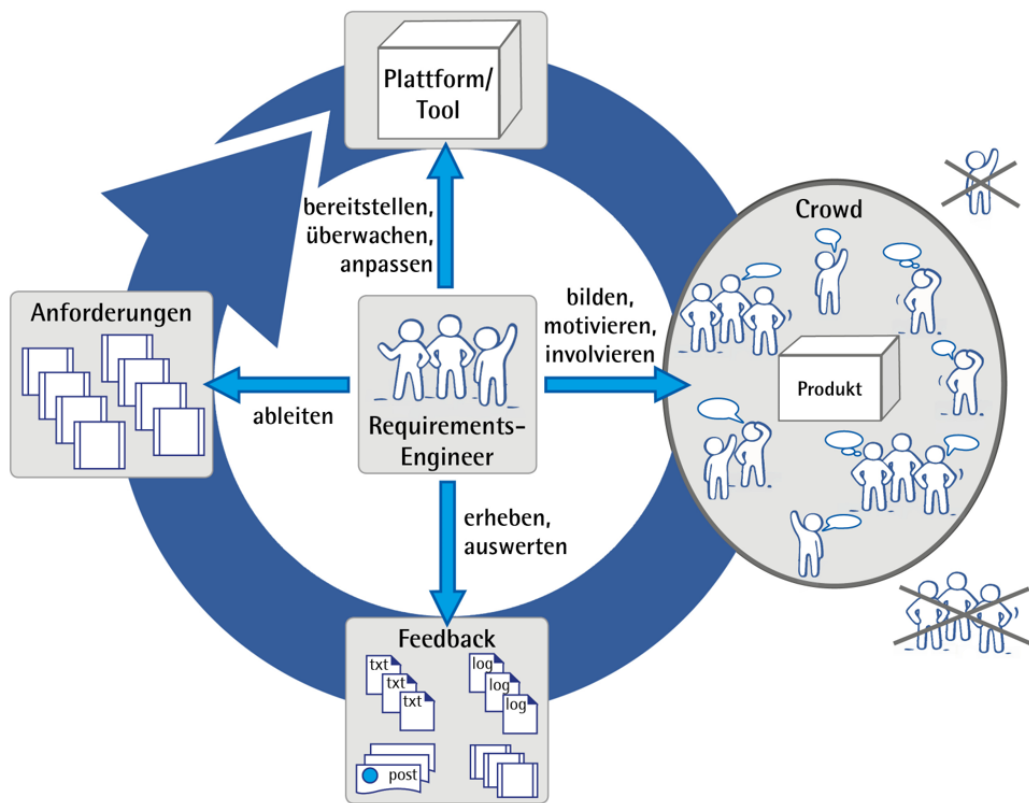 Plattform/
Tool
bereitstellen,
überwachen,
anpassen
Crowd
Anforderungen
bilden,
motivieren,
involvieren
Produkt
ableiten
Requirements-
Engineer
erheben,
auswerten
Feedback
txt
txt
txt
log
log
log
post